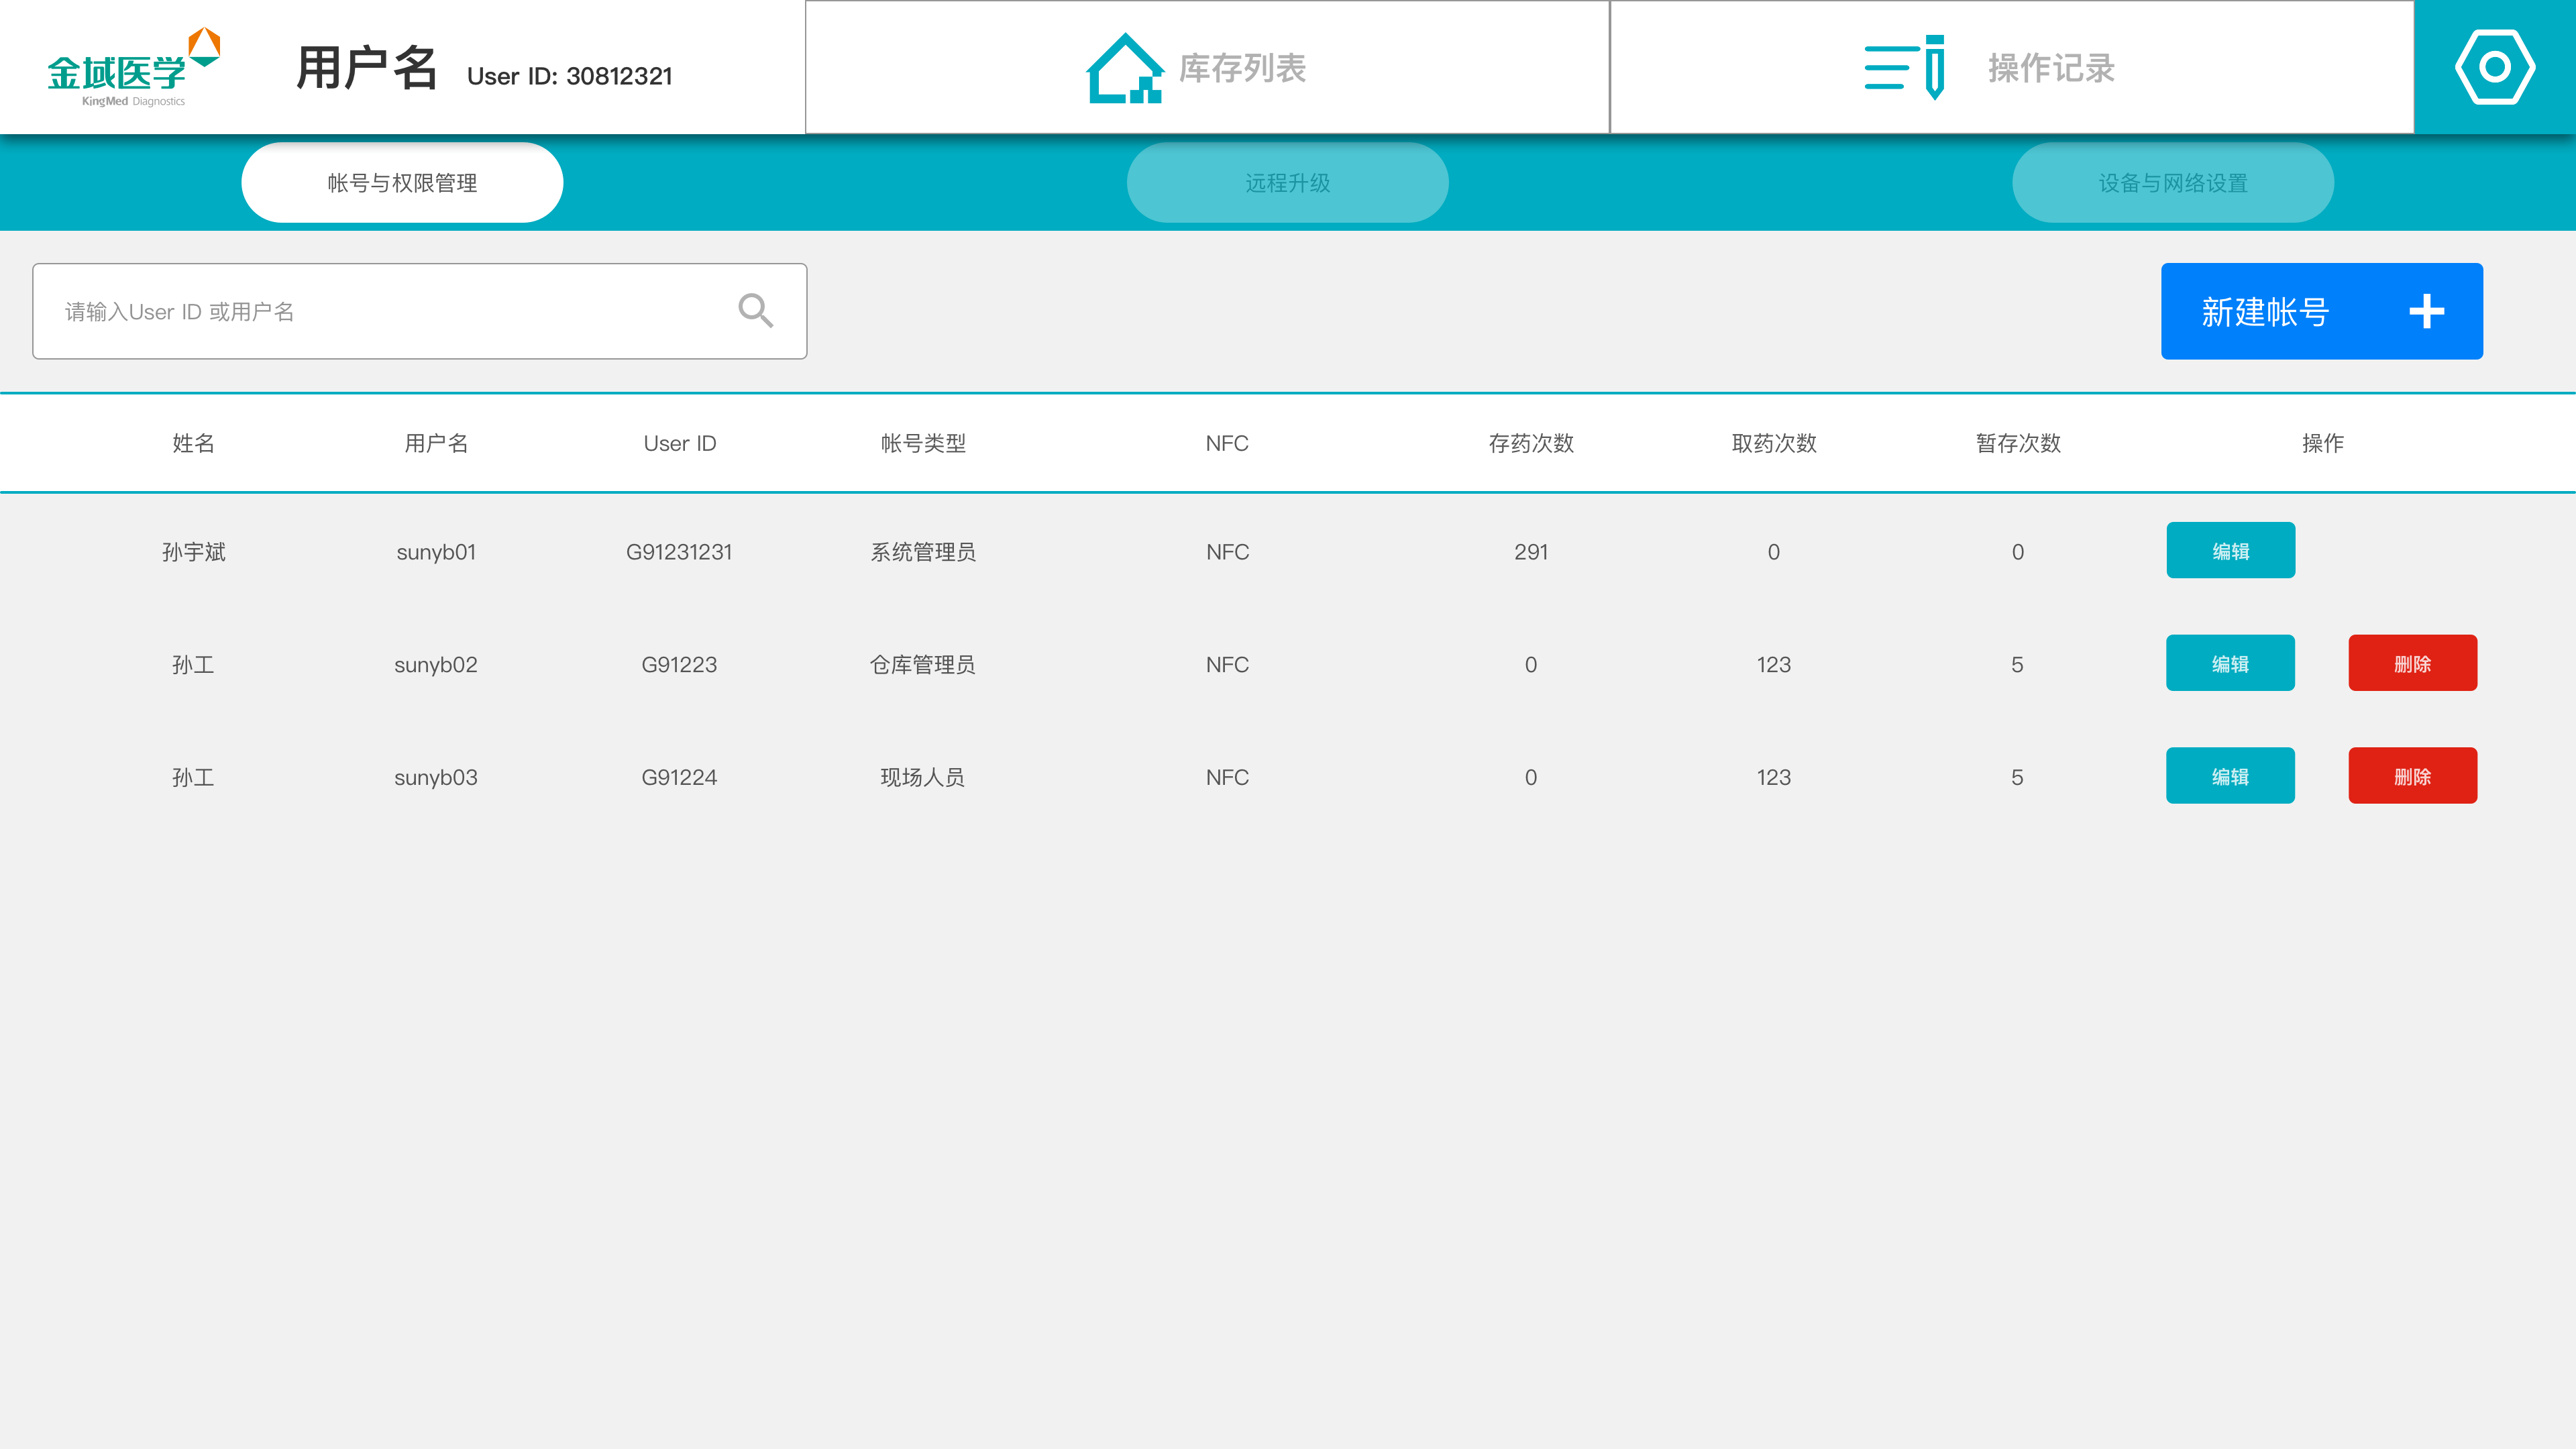 金域医学
KingMed Diagnostics
用户名 User ID: 30812321
库存列表
操作记录
帐号与权限管理
远程升级
设备与网络设置
请输入User ID 或用户名
新建帐号
姓名 用户名 User ID 帐号类型 NFC 存药次数 取药次数 暂存次数 操作
孙宇斌 sunyb01 G91231231 系统管理员 NFC 291 0 0 编辑
孙工 sunyb02 G91223 仓库管理员 NFC 0 123 5 编辑 删除
孙工 sunyb03 G91224 现场人员 NFC 0 123 5 编辑 删除